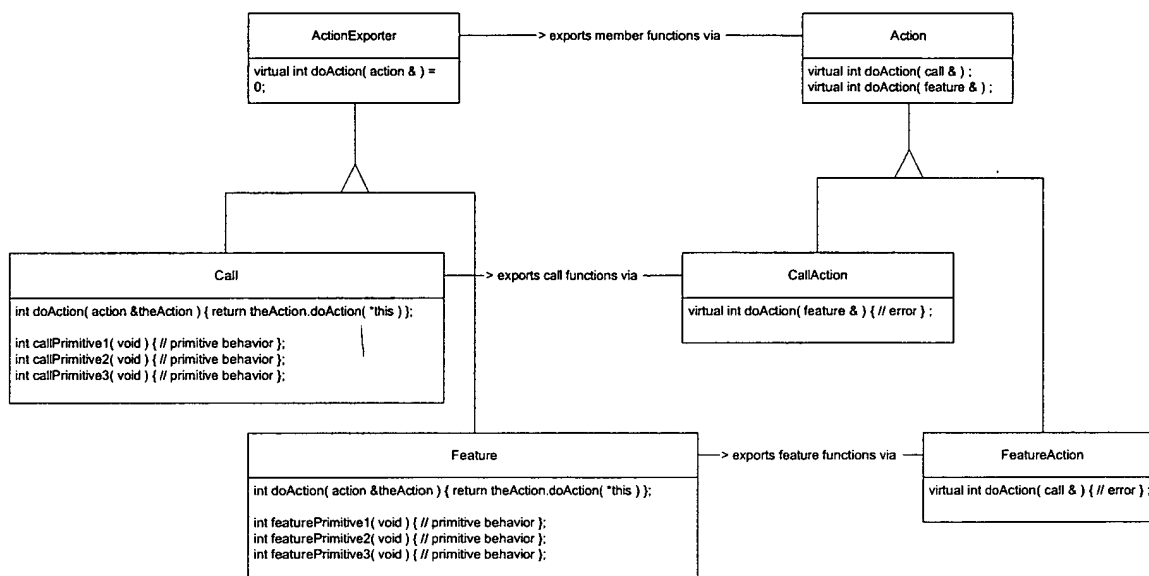 ActionExporter
> exports member functions via
Action
virtual int doAction( action & ) =
0;
virtual int doAction( call & ) ;
virtual int doAction( feature & ) ;
Call
> exports call functions via
CallAction
int doAction( action &theAction ) { return theAction.doAction( *this ) };
virtual int doAction( feature & ) { // error } ;
int callPrimitive1( void ) { // primitive behavior };
int callPrimitive2( void ) { // primitive behavior };
int callPrimitive3( void ) { // primitive behavior };
Feature
> exports feature functions via
FeatureAction
int doAction( action &theAction ) { return theAction.doAction( *this ) };
virtual int doAction( call & ) { // error } ;
int featurePrimitive1( void ) { // primitive behavior };
int featurePrimitive2( void ) { // primitive behavior };
int featurePrimitive3( void ) { // primitive behavior };